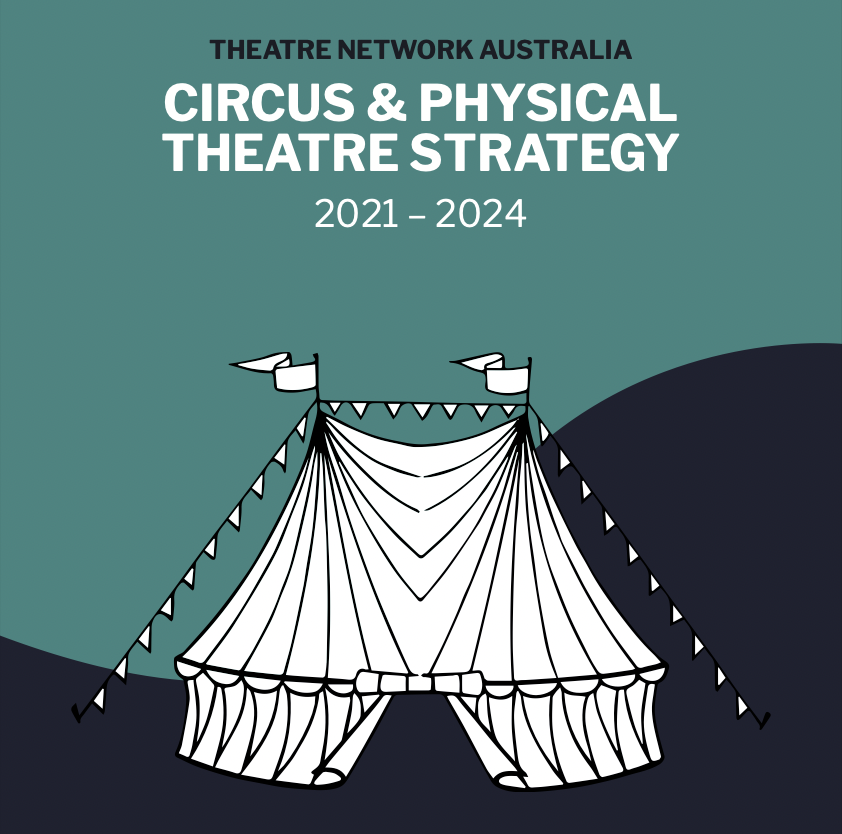 THEATRE NETWORK AUSTRALIA
CIRCUS & PHYSICAL
THEATRE STRATEGY
2021 – 2024